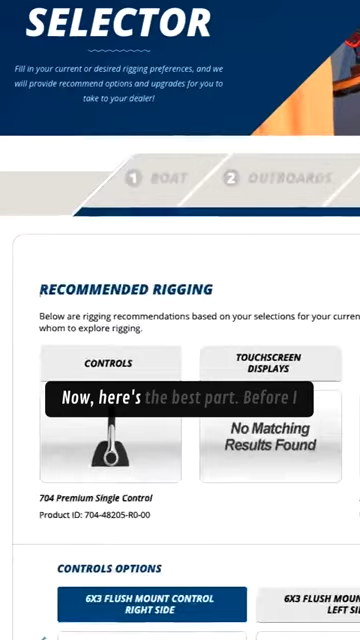 SELECTOR
Fill in your current or desired rigging preferences, and we
will provide recommend options and upgrades for you to
take to your dealer!
1 BOAT
2 OUTBOARDS
RECOMMENDED RIGGING
Below are rigging recommendations based on your selections for your curren
whom to explore rigging.
CONTROLS
TOUCHSCREEN
DISPLAYS
Now, here's the best part. Before I
No Matching
Results Found
704 Premium Single Control
Product ID: 704-48205-R0-00
CONTROLS OPTIONS
6X3 FLUSH MOUNT CONTROL
RIGHT SIDE
6X3 FLUSH MOUN
LEFT SI